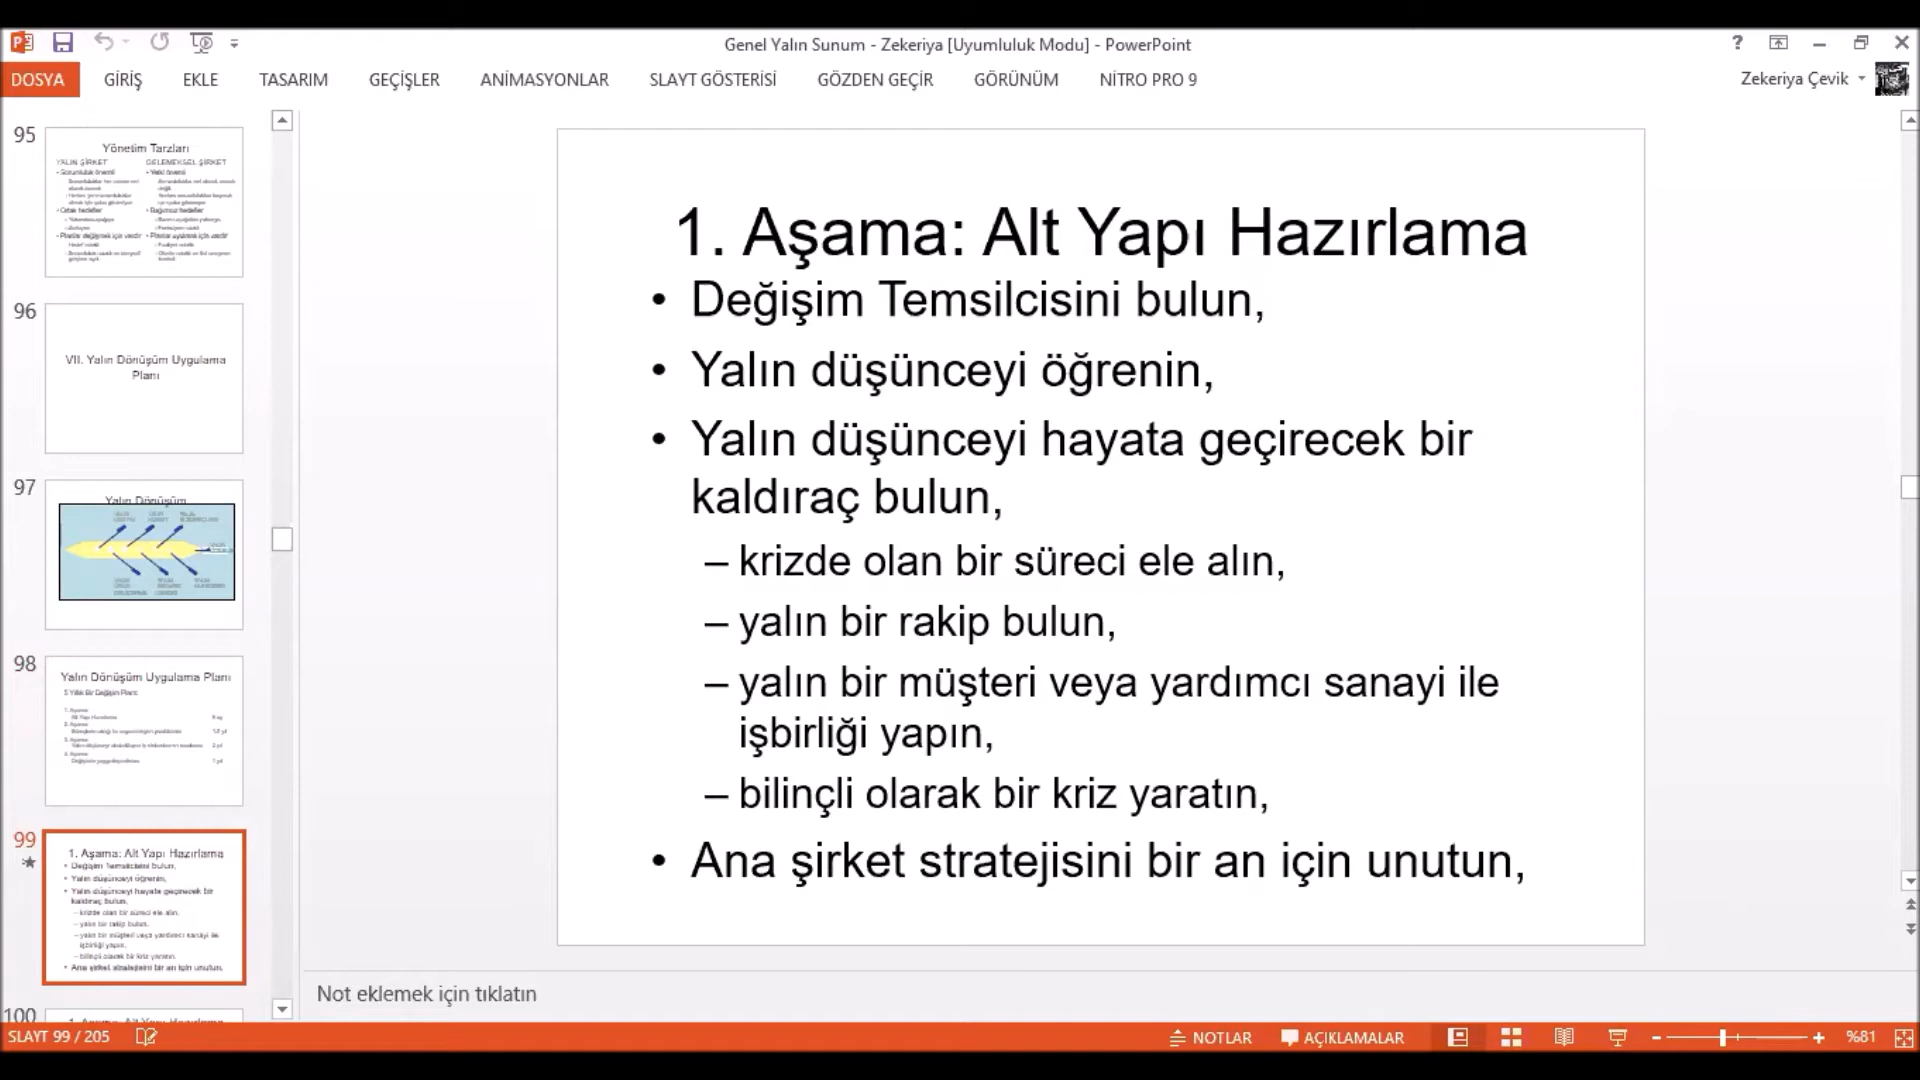 Genel Yalın Sunum - Zekeriya [Uyumluluk Modu] - PowerPoint
DOSYA GİRİŞ EKLE TASARIM GEÇİŞLER ANİMASYONLAR SLAYT GÖSTERİSİ GÖZDEN GEÇİR GÖRÜNÜM NİTRO PRO 9
Zekeriya Çevik
95
Yönetim Tarzları
YALIN ŞİRKET
96
VII. Yalın Dönüşüm Uygulama
Planı
97
Yalın Dönüşüm
98
Yalın Dönüşüm Uygulama Planı
5 Yıllık Bir Değişim Planı
99
1. Aşama: Alt Yapı Hazırlama
• Değişim Temsilcisini bulun,
• Yalın düşünceyi öğrenin,
• Yalın düşünceyi hayata geçirecek bir
kaldıraç bulun,
– krizde olan bir süreci ele alın,
– yalın bir rakip bulun,
– yalın bir müşteri veya yardımcı sanayi ile
işbirliği yapın,
– bilinçli olarak bir kriz yaratın,
• Ana şirket stratejisini bir an için unutun,
100
1. Aşama: Alt Yapı Hazırlama
• Değişim Temsilcisini bulun,
• Yalın düşünceyi öğrenin,
• Yalın düşünceyi hayata geçirecek bir
kaldıraç bulun,
– krizde olan bir süreci ele alın,
– yalın bir rakip bulun,
– yalın bir müşteri veya yardımcı sanayi ile
işbirliği yapın,
– bilinçli olarak bir kriz yaratın,
• Ana şirket stratejisini bir an için unutun,
Not eklemek için tıklatın
SLAYT 99 / 205 NOTLAR AÇIKLAMALAR %81